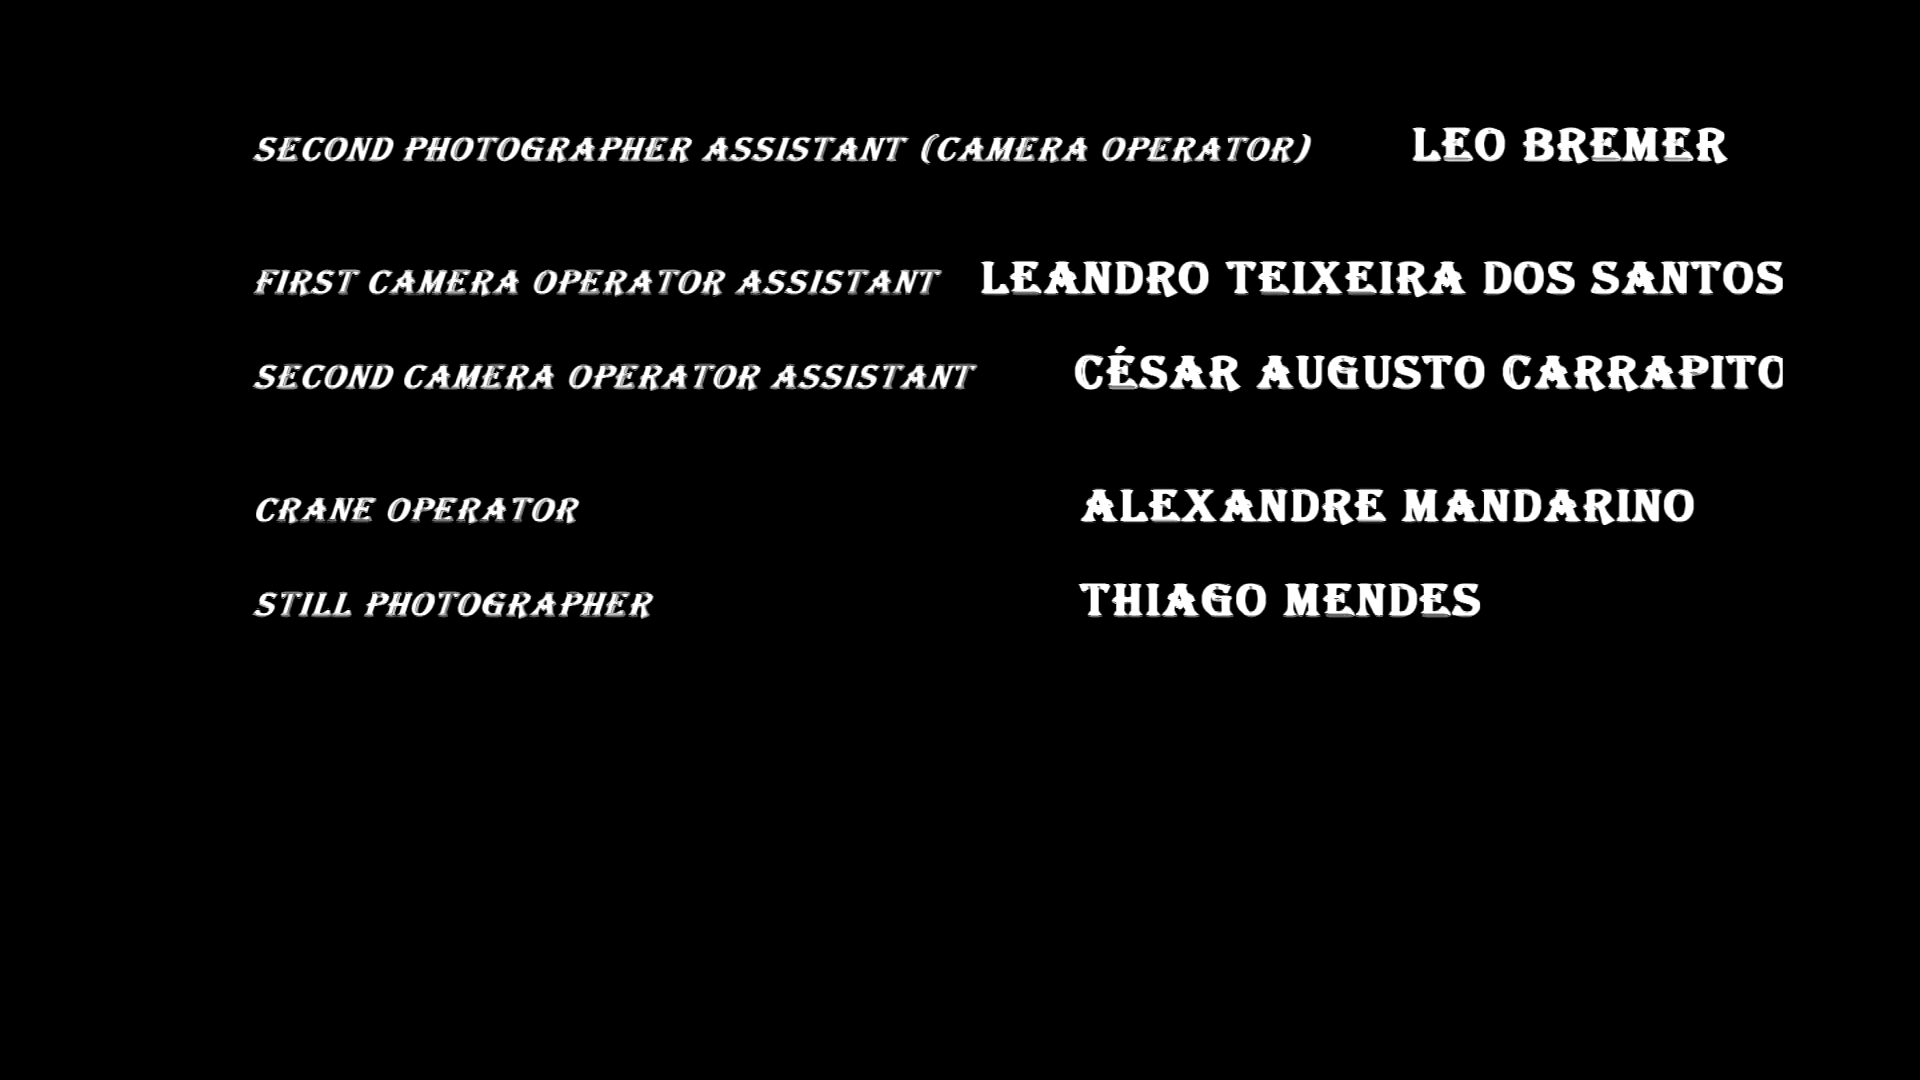 SECOND PHOTOGRAPHER ASSISTANT (CAMERA OPERATOR) LEO BREMER
FIRST CAMERA OPERATOR ASSISTANT LEANDRO TEIXEIRA DOS SANTOS
SECOND CAMERA OPERATOR ASSISTANT CÉSAR AUGUSTO CARRAPITO
CRANE OPERATOR ALEXANDRE MANDARINO
STILL PHOTOGRAPHER THIAGO MENDES